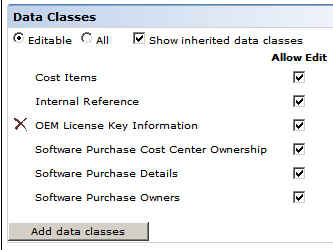 Data Classes
Editable All Show inherited data classes
Allow Edit
Cost Items
Internal Reference
OEM License Key Information
Software Purchase Cost Center Ownership
Software Purchase Details
Software Purchase Owners
Add data classes